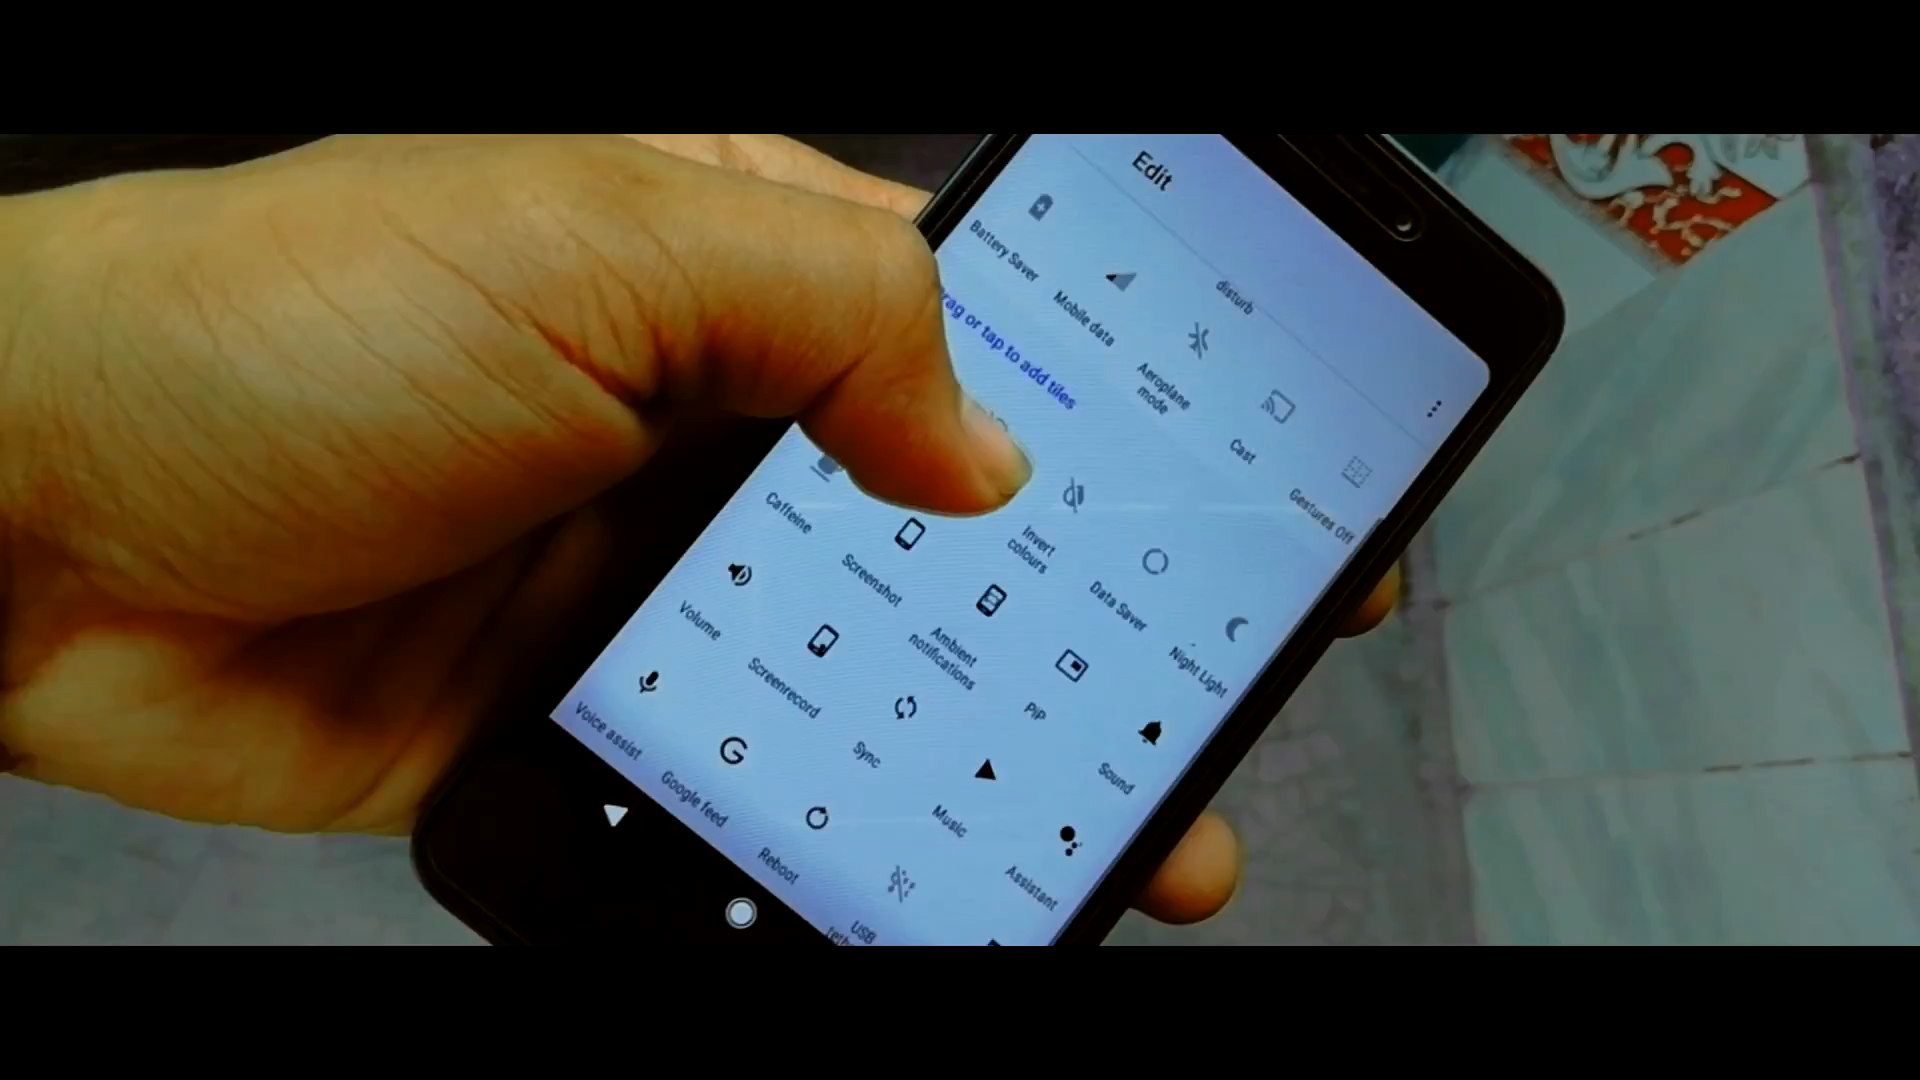 Edit
disturb
Battery Saver
Mobile data
Aeroplane
mode
Cast
Gestures Off
rag or tap to add tiles
Invert
colours
Data Saver
Night Light
Caffeine
Screenshot
Ambient
notifications
PiP
Sound
Volume
Screenrecord
Sync
Music
Assistant
Voice assist
G
Google feed
Reboot
USB
teth